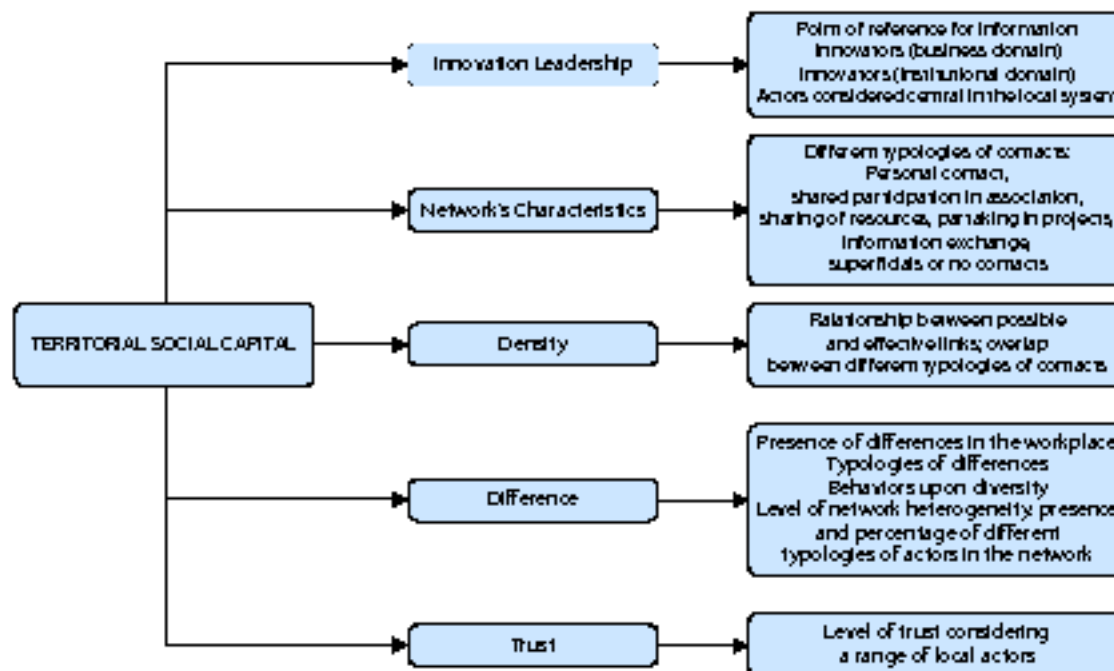 Innovation Leadership
Point of reference for information
Innovators (business domain)
Innovators (institutional domain)
Actors considered central in the local system
Network's Characteristics
Different typologies of contacts:
Personal contact,
shared participation in association,
sharing of resources, partaking in projects,
information exchange,
superficials or no contacts
TERRITORIAL SOCIAL CAPITAL
Density
Relationship between possible
and effective links; overlap
between different typologies of contacts
Difference
Presence of differences in the workplace
Typologies of differences
Behaviors upon diversity
Level of network heterogeneity: presence
and percentage of different
typologies of actors in the network
Trust
Level of trust considering
a range of local actors